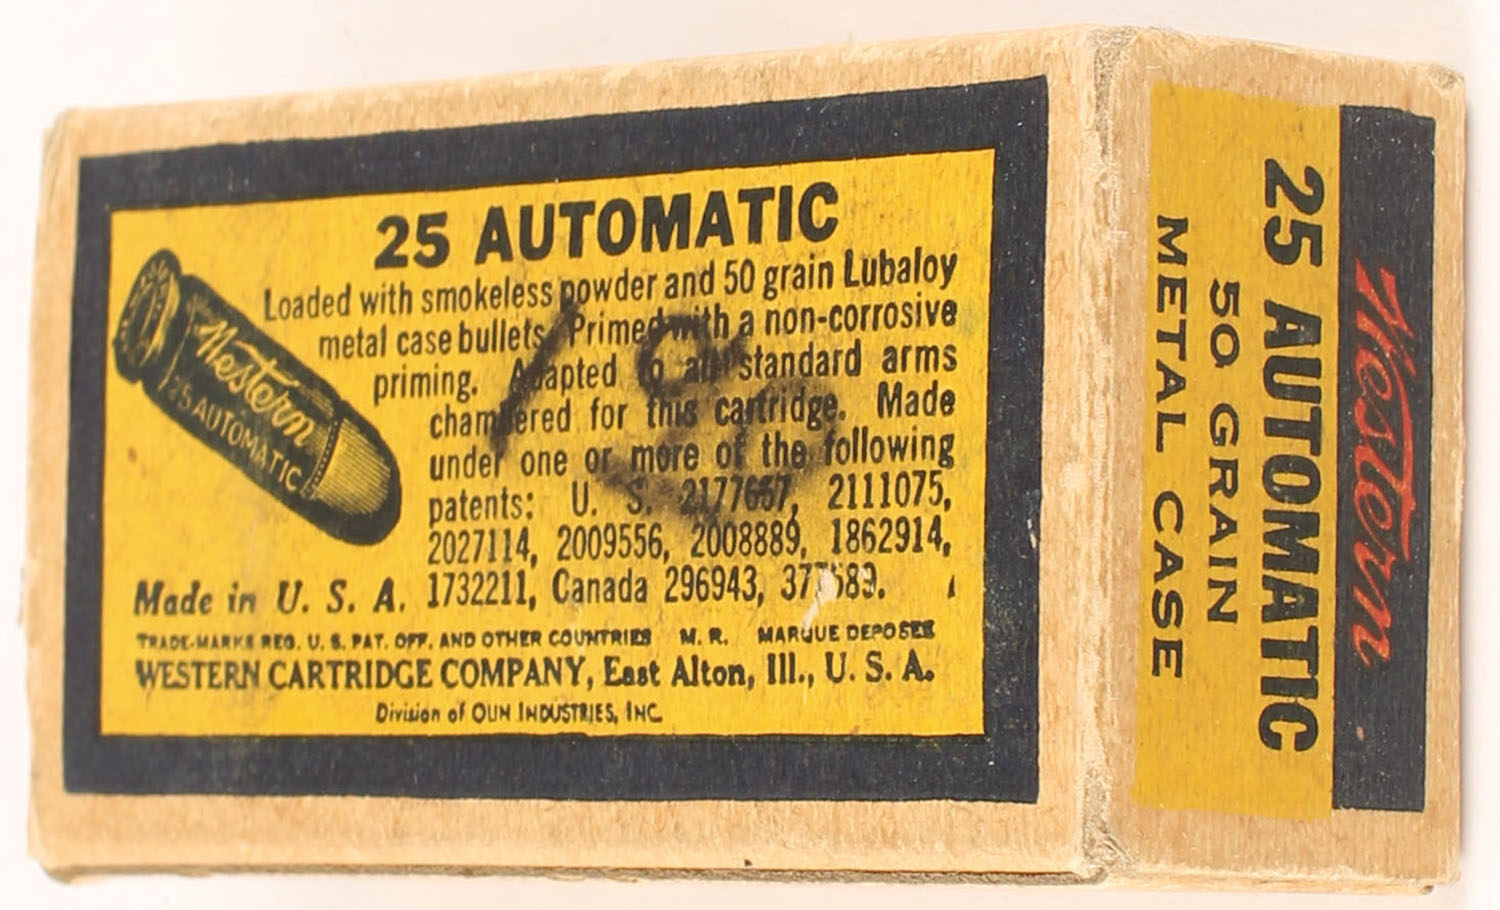 25 AUTOMATIC
Loaded with smokeless powder and 50 grain Lubaloy
metal case bullets. Primed with a non-corrosive
priming. Adapted to all standard arms
chambered for this cartridge. Made
under one or more of the following
patents: U. S. 2177657, 2111075,
2027114, 2009556, 2008889, 1862914,
1732211, Canada 296943,
Made in U. S. A.
TRADE-MARKS REG. U. S. PAT. OFF. AND OTHER COUNTRIES M. R. MARQUE DEPOSEE
WESTERN CARTRIDGE COMPANY, East Alton, Ill., U. S. A.
Division of OLIN INDUSTRIES, INC.
Western
25 AUTOMATIC
Western
25 AUTOMATIC
50 GRAIN
METAL CASE